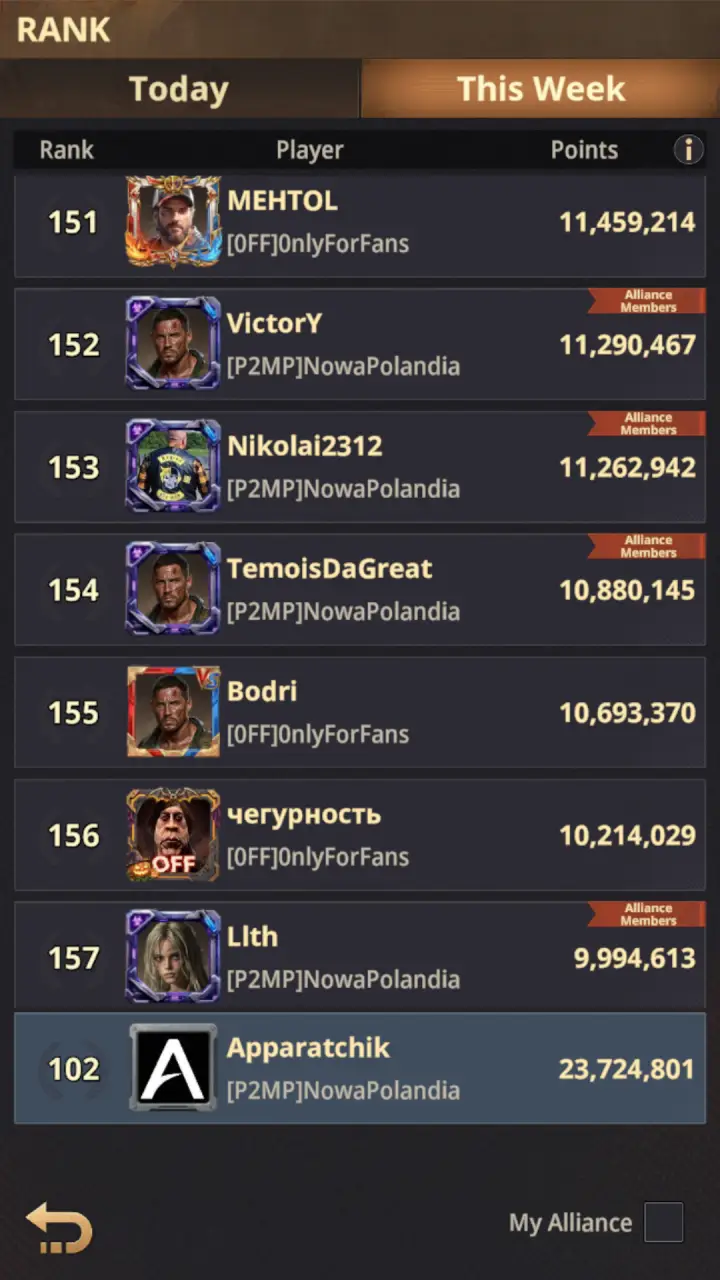 RANK
Today
This Week
Rank
Player
Points
151
MEHTOL
[0FF]0nlyForFans
11,459,214
152
VictorY
[P2MP]NowaPolandia
Alliance
Members
11,290,467
153
Nikolai2312
[P2MP]NowaPolandia
Alliance
Members
11,262,942
154
TemoisDaGreat
[P2MP]NowaPolandia
Alliance
Members
10,880,145
155
VS
Bodri
[0FF]0nlyForFans
10,693,370
156
OFF
чегурность
[0FF]0nlyForFans
10,214,029
157
Llth
[P2MP]NowaPolandia
Alliance
Members
9,994,613
102
Apparatchik
[P2MP]NowaPolandia
23,724,801
My Alliance